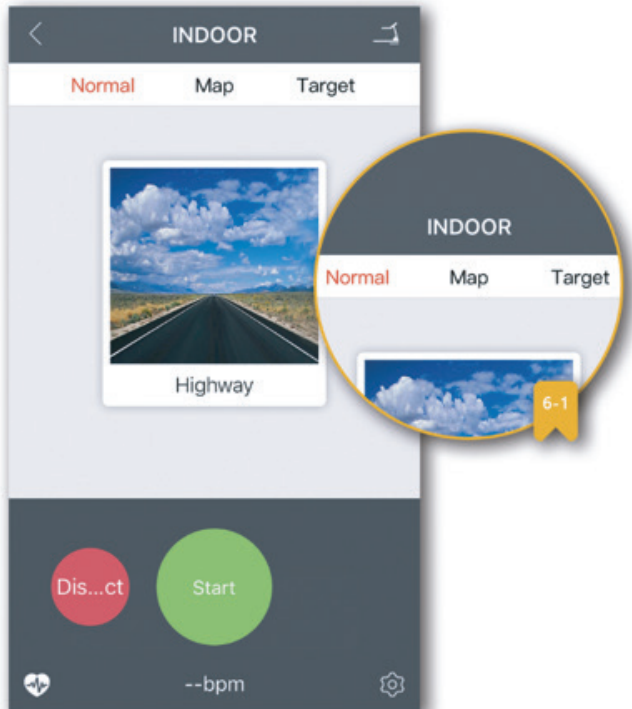 INDOOR
Normal Map Target
Highway
INDOOR
Normal Map Target
6-1
Dis...ct Start
--bpm